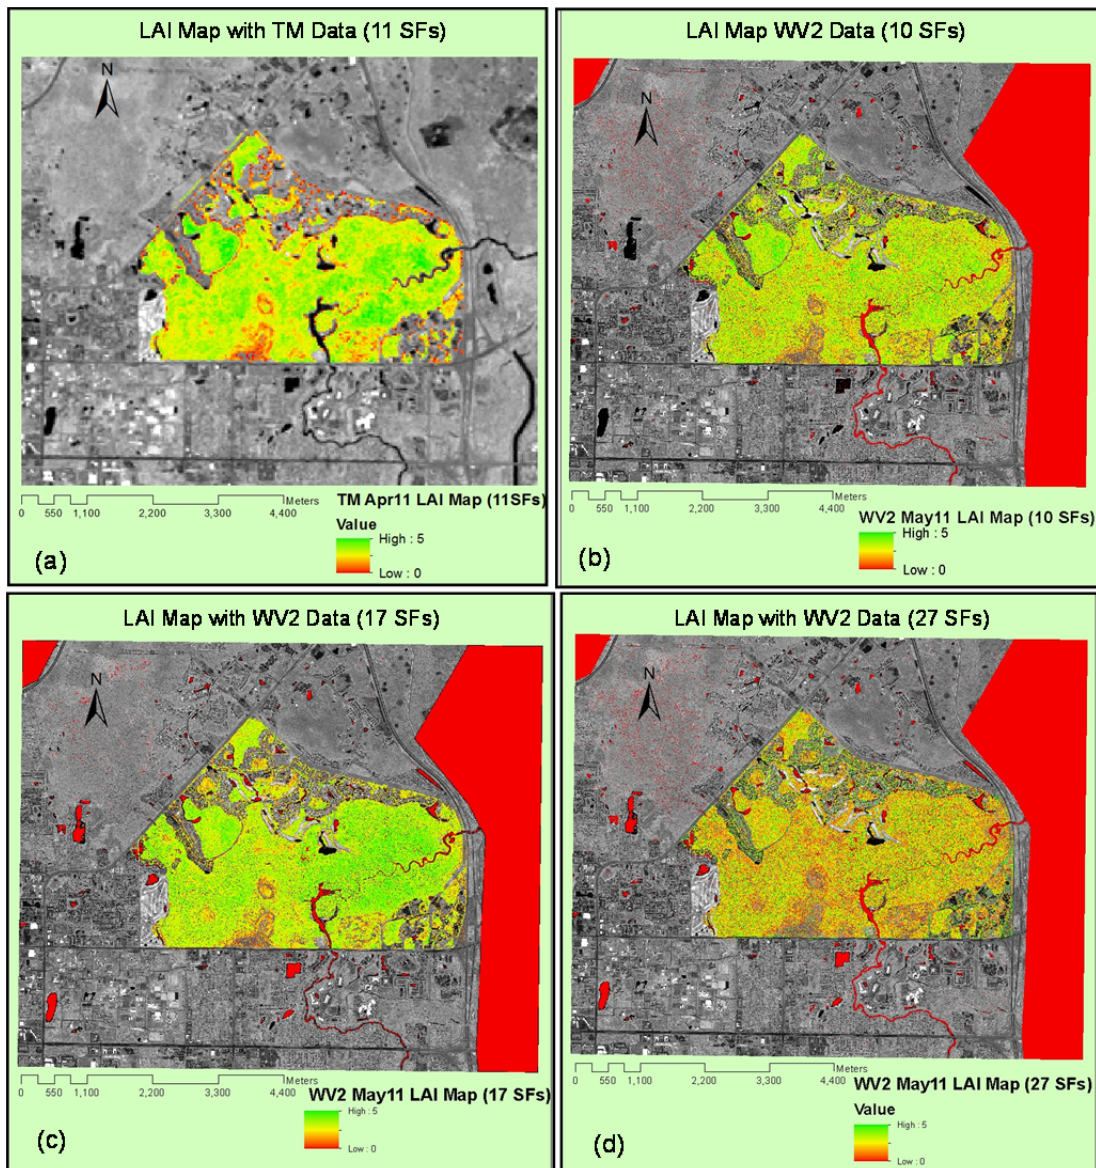 LAI Map with TM Data (11 SFs)
N
Meters
0 550 1,100 2,200 3,300 4,400
TM Apr11 LAI Map (11SFs)
Value
High : 5
Low : 0
(a)
LAI Map WV2 Data (10 SFs)
N
Meters
0 550 1,100 2,200 3,300 4,400
WV2 May11 LAI Map (10 SFs)
High : 5
Low : 0
(b)
LAI Map with WV2 Data (17 SFs)
N
Meters
0 550 1,100 2,200 3,300 4,400
WV2 May11 LAI Map (17 SFs)
High : 5
Low : 0
(c)
LAI Map with WV2 Data (27 SFs)
N
Meters
0 550 1,100 2,200 3,300 4,400
WV2 May11 LAI Map (27 SFs)
Value
High : 5
Low : 0
(d)